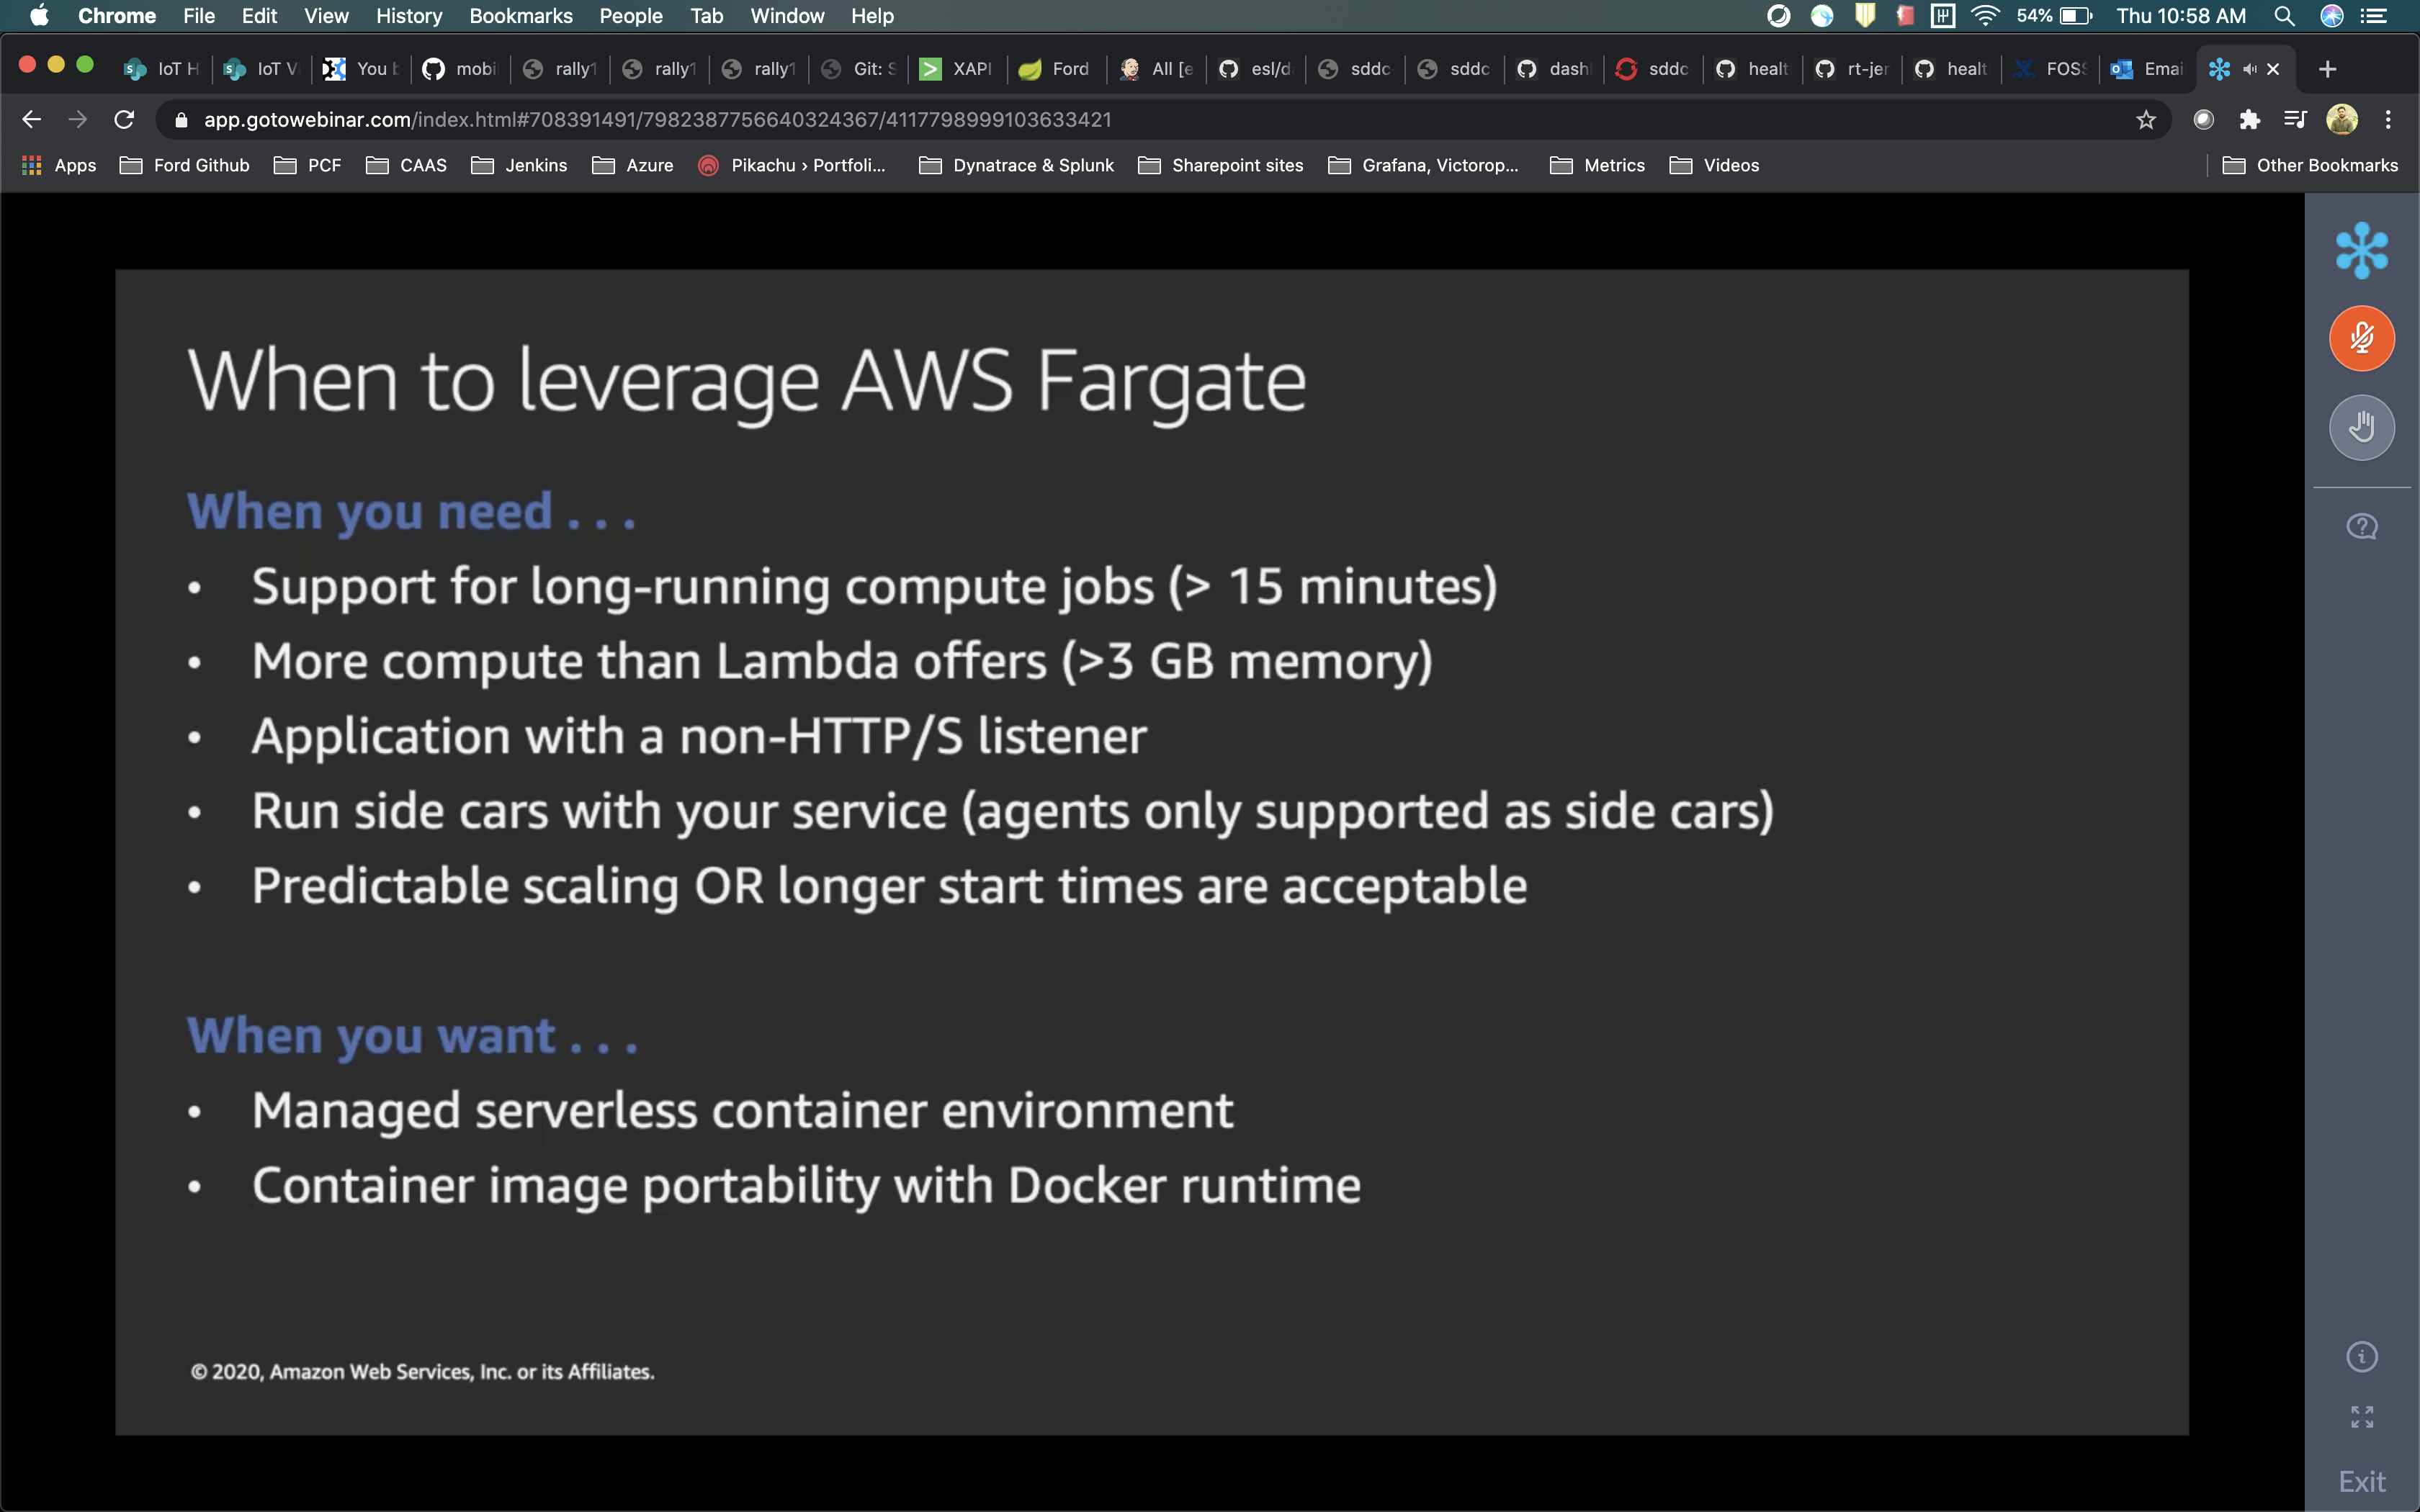 Chrome File Edit View History Bookmarks People Tab Window Help 54% Thu 10:58 AM
IoT H IoT V You b mobi rally1 rally1 rally1 Git: S XAPI Ford All [e esl/d sddc sddc dash sddc healt rt-jer healt FOSS Emai
app.gotowebinar.com/index.html#708391491/7982387756640324367/4117798999103633421
Apps Ford Github PCF CAAS Jenkins Azure Pikachu › Portfoli... Dynatrace & Splunk Sharepoint sites Grafana, Victorop... Metrics Videos Other Bookmarks
When to leverage AWS Fargate
When you need . . .
• Support for long-running compute jobs (> 15 minutes)
• More compute than Lambda offers (>3 GB memory)
• Application with a non-HTTP/S listener
• Run side cars with your service (agents only supported as side cars)
• Predictable scaling OR longer start times are acceptable
When you want . . .
• Managed serverless container environment
• Container image portability with Docker runtime
© 2020, Amazon Web Services, Inc. or its Affiliates.
Exit